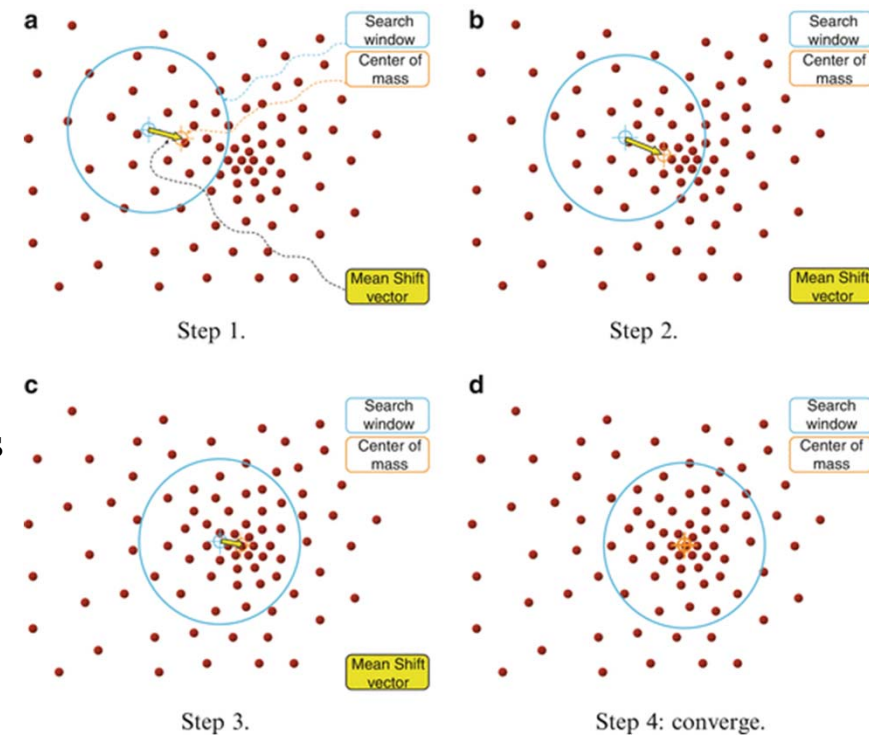 a
Search
window
Center of
mass
Mean Shift
vector
Step 1.
b
Search
window
Center of
mass
Mean Shift
vector
Step 2.
c
Search
window
Center of
mass
Mean Shift
vector
Step 3.
d
Search
window
Center of
mass
Step 4: converge.